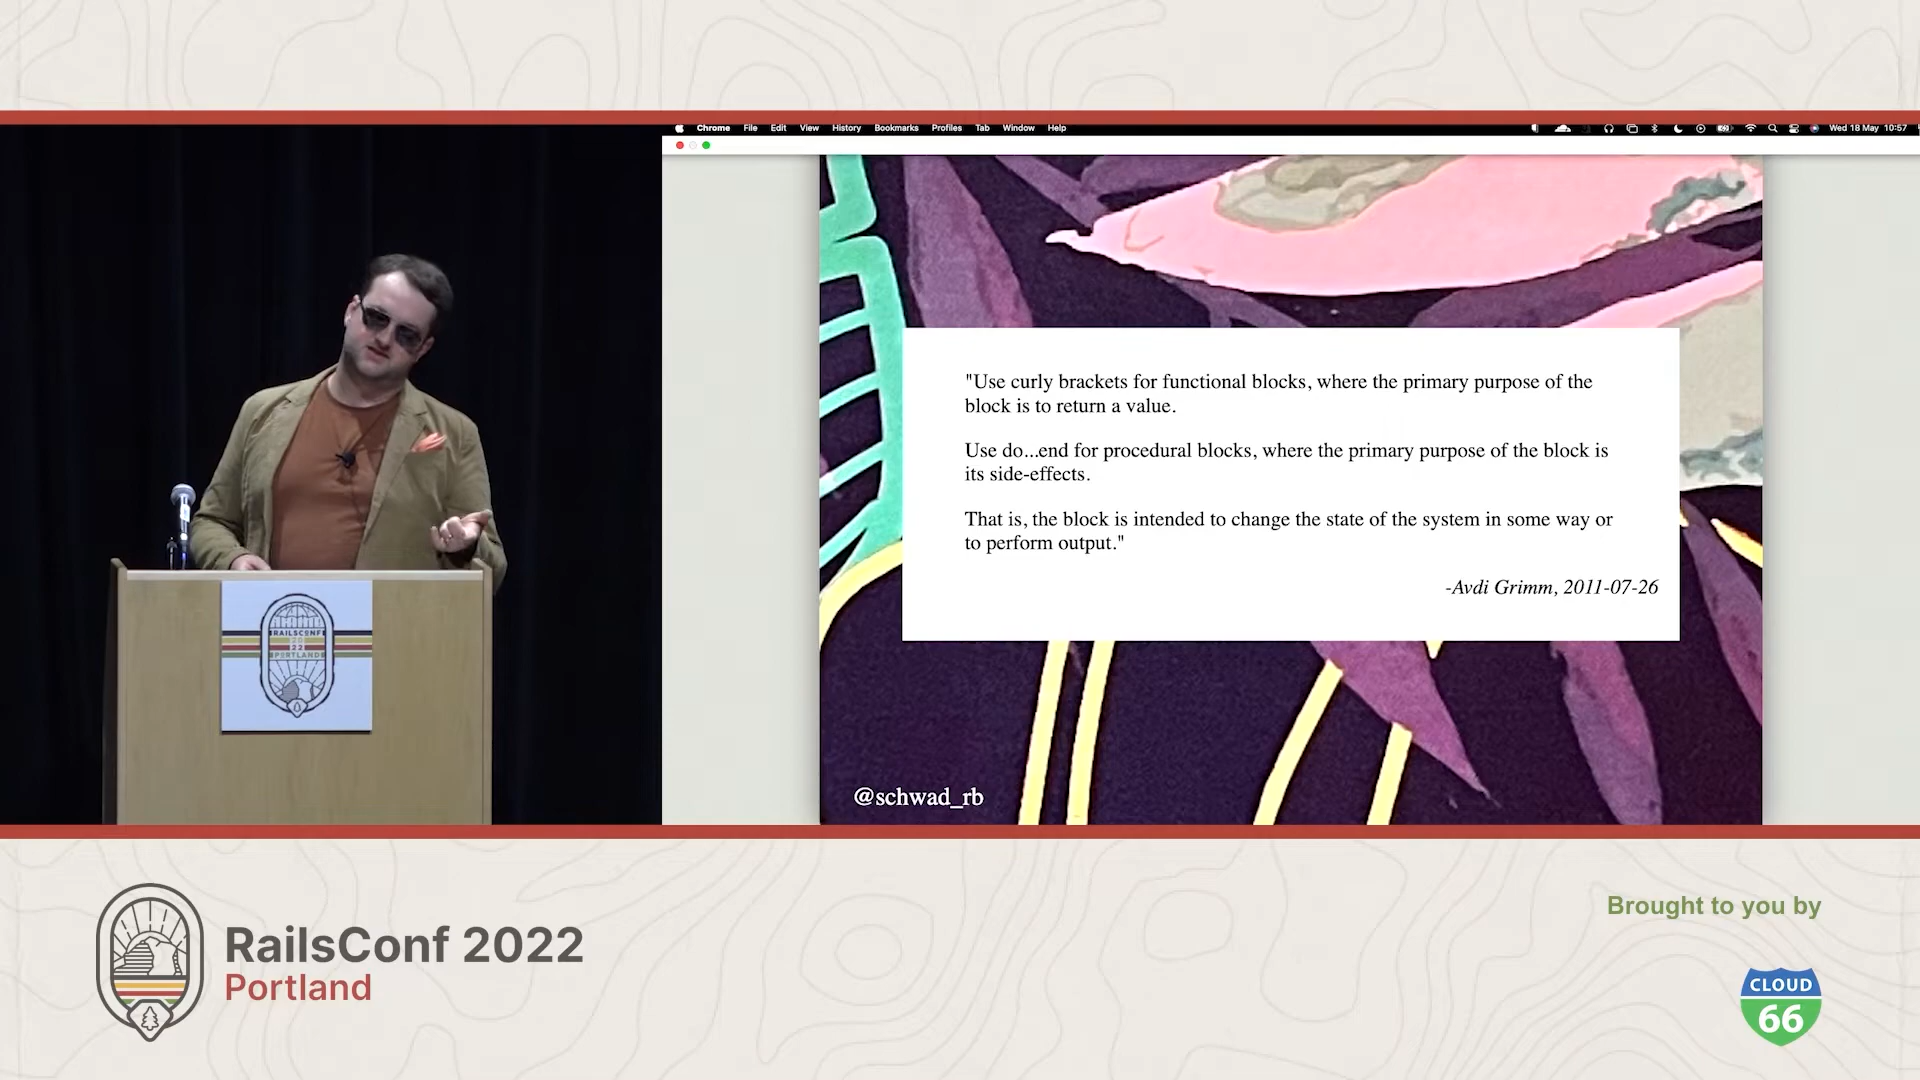 Chrome File Edit View History Bookmarks Profiles Tab Window Help
Wed 18 May 10:57
"Use curly brackets for functional blocks, where the primary purpose of the
block is to return a value.
Use do...end for procedural blocks, where the primary purpose of the block is
its side-effects.
That is, the block is intended to change the state of the system in some way or
to perform output."
-Avdi Grimm, 2011-07-26
@schwad_rb
RAILSCONF
20
22
PORTLAND
RailsConf 2022
Portland
Brought to you by
CLOUD
66